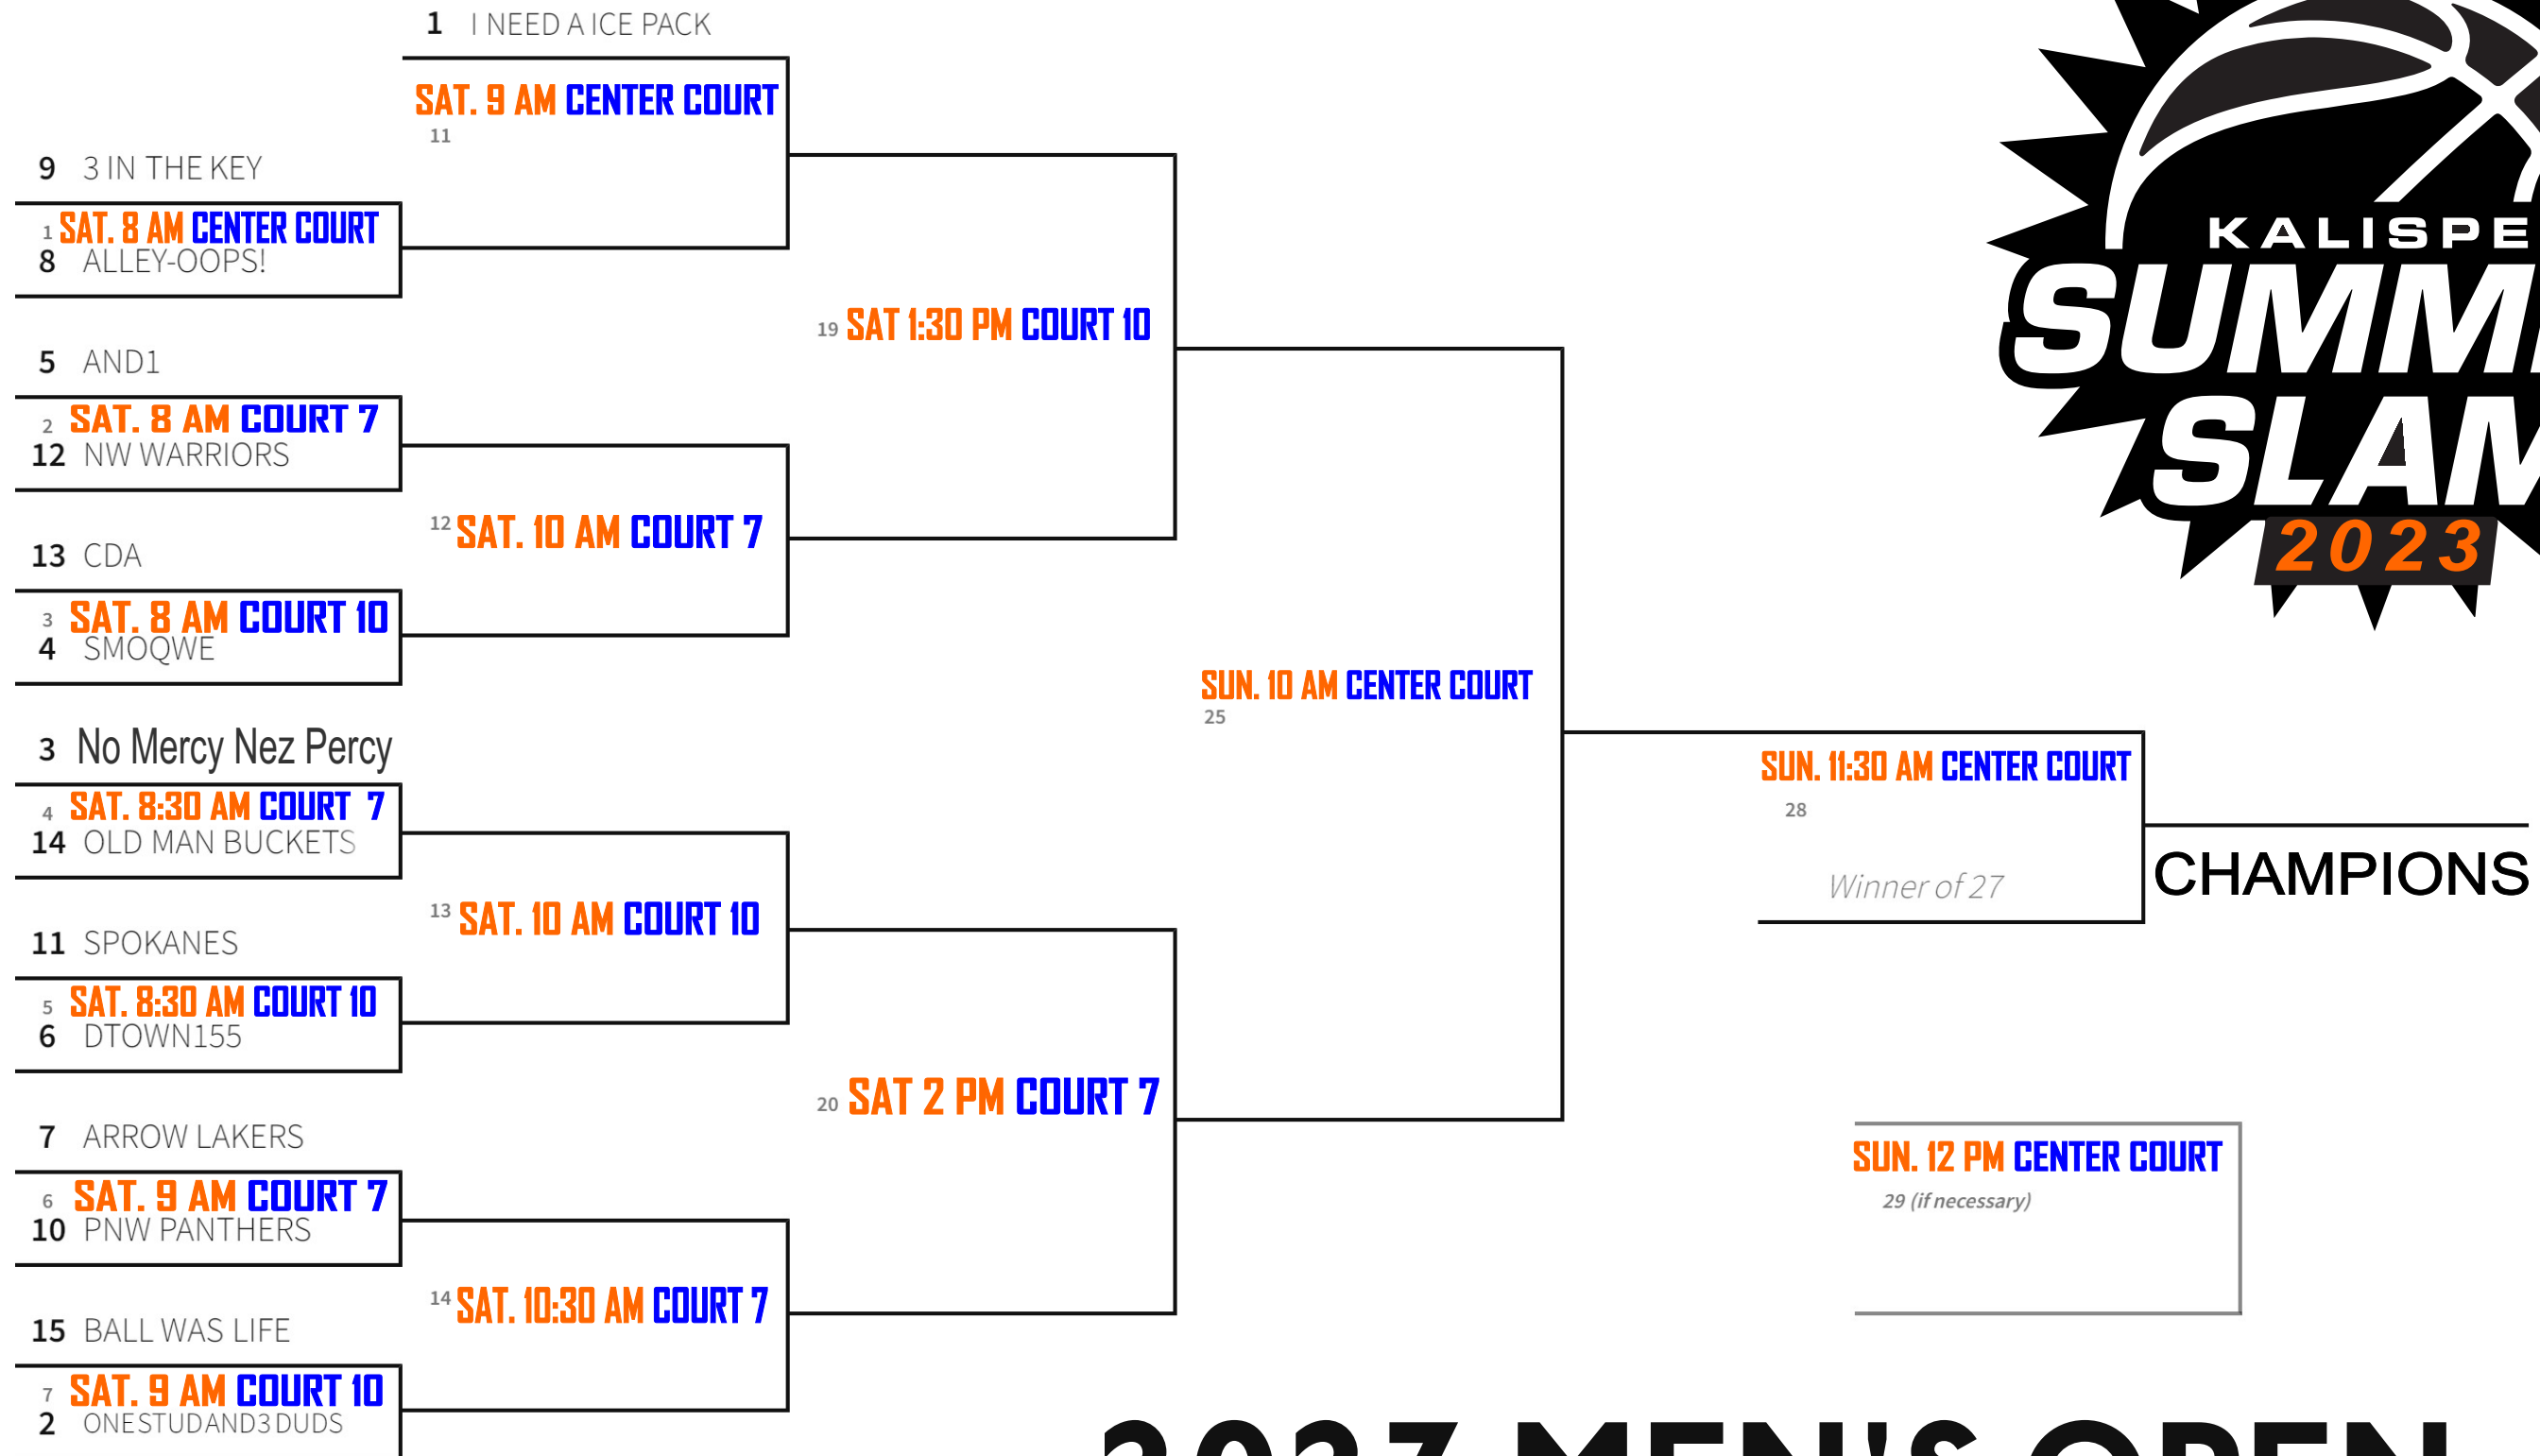 1 I NEED A ICE PACK
SAT. 9 AM CENTER COURT
11
9 3 IN THE KEY
1 SAT. 8 AM CENTER COURT
8 ALLEY-OOPS!
5 AND1
2 SAT. 8 AM COURT 7
12 NW WARRIORS
12 SAT. 10 AM COURT 7
13 CDA
3 SAT. 8 AM COURT 10
4 SMOQWE
19 SAT 1:30 PM COURT 10
3 No Mercy Nez Percy
4 SAT. 8:30 AM COURT 7
14 OLD MAN BUCKETS
13 SAT. 10 AM COURT 10
11 SPOKANES
5 SAT. 8:30 AM COURT 10
6 DTOWN155
7 ARROW LAKERS
6 SAT. 9 AM COURT 7
10 PNW PANTHERS
14 SAT. 10:30 AM COURT 7
15 BALL WAS LIFE
7 SAT. 9 AM COURT 10
2 ONESTUDAND3DUDS
20 SAT 2 PM COURT 7
SUN. 10 AM CENTER COURT
25
SUN. 11:30 AM CENTER COURT
28
Winner of 27
CHAMPIONS
SUN. 12 PM CENTER COURT
29 (if necessary)
KALISPE
SUMM
SLAM
2023
2023 MEN'S OPEN